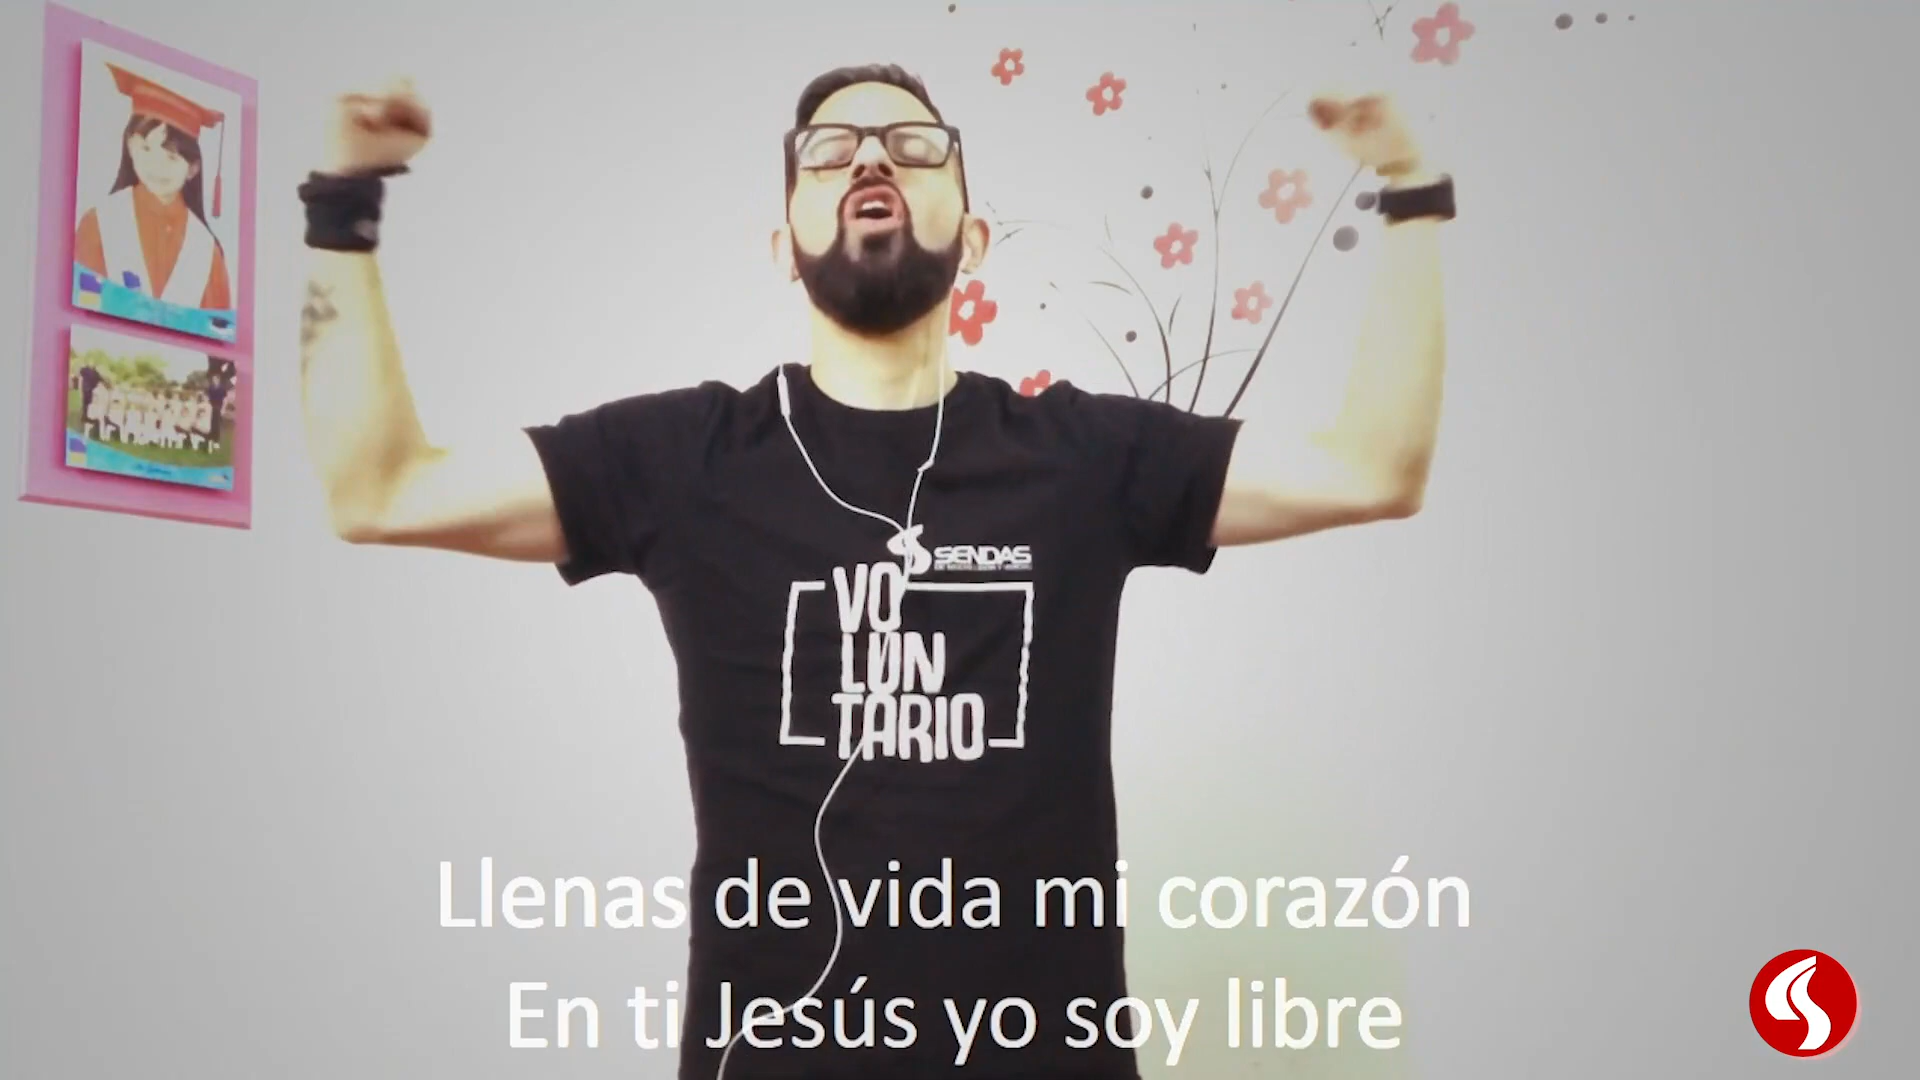 SENDAS
VO
LUN
TARIO
Llenas de vida mi corazón
En ti Jesús yo soy libre